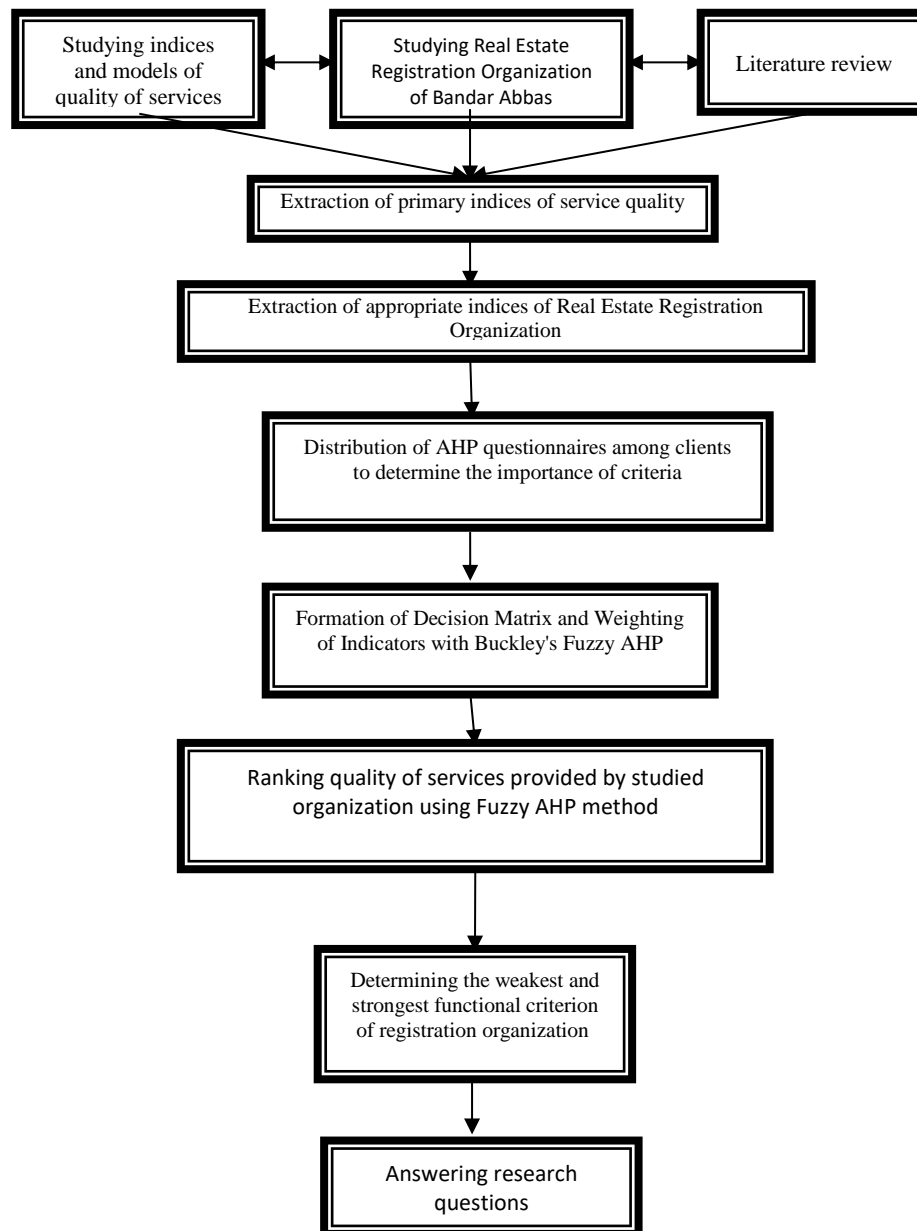 Studying indices
and models of
quality of services
Studying Real Estate
Registration Organization
of Bandar Abbas
Literature review
Extraction of primary indices of service quality
Extraction of appropriate indices of Real Estate Registration
Organization
Distribution of AHP questionnaires among clients
to determine the importance of criteria
Formation of Decision Matrix and Weighting
of Indicators with Buckley's Fuzzy AHP
Ranking quality of services provided by studied
organization using Fuzzy AHP method
Determining the weakest and
strongest functional criterion
of registration organization
Answering research
questions